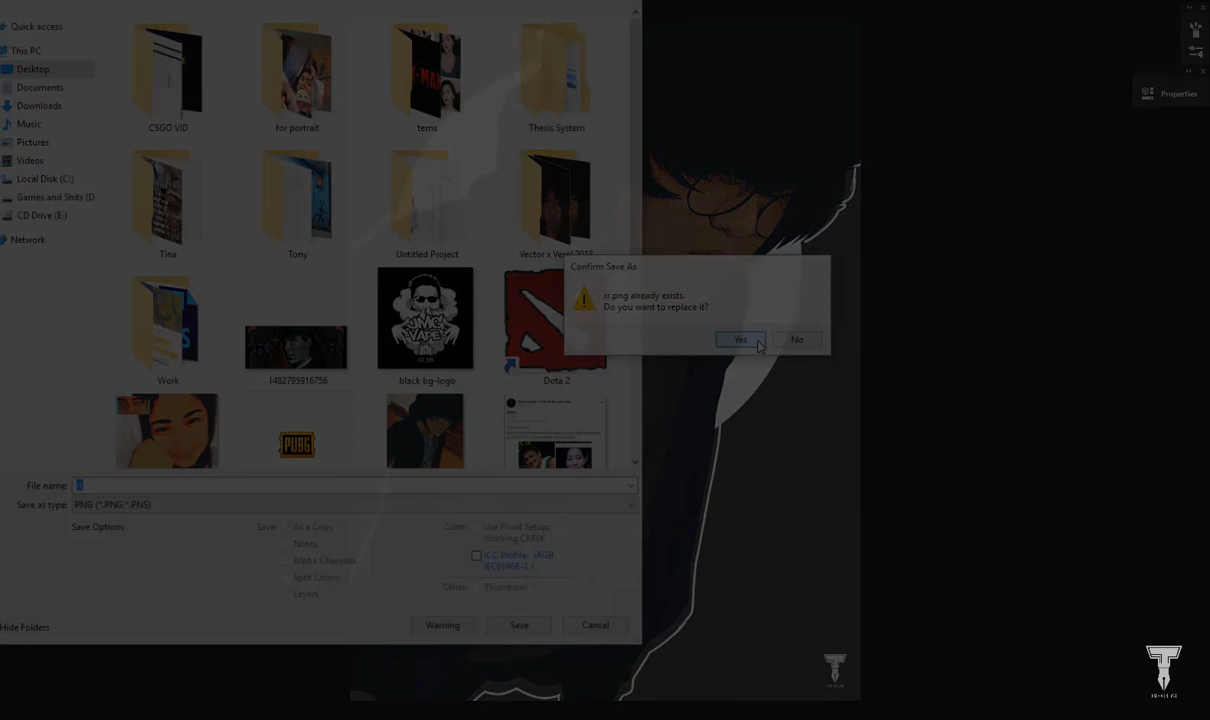 Quick access
This PC
Desktop
Documents
Downloads
Music
Pictures
Videos
Local Disk (C:)
Games and Shits (D
CD Drive (E:)
Network
CSGO VID
for portrait
tems
Thesis System
Tina
Tony
Untitled Project
Vector x Vexel 2018
Work
1482795916756
black bg-logo
Dota 2
PUBG
Confirm Save As
rr.png already exists.
Do you want to replace it?
Yes
No
File name:
Save as type:
PNG (*.PNG;*.PNS)
Save Options
Save:
As a Copy
Notes
Alpha Channels
Spot Colors
Layers
Color:
Use Proof Setup:
Working CMYK
ICC Profile: sRGB
IEC61966-2.1
Other:
Thumbnail
Hide Folders
Warning
Save
Cancel
Properties